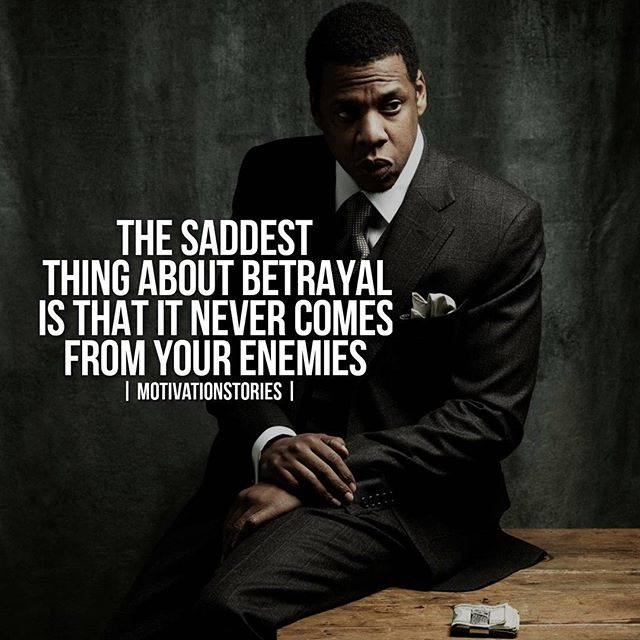 THE SADDEST
THING ABOUT BETRAYAL
IS THAT IT NEVER COMES
FROM YOUR ENEMIES
| MOTIVATIONSTORIES |